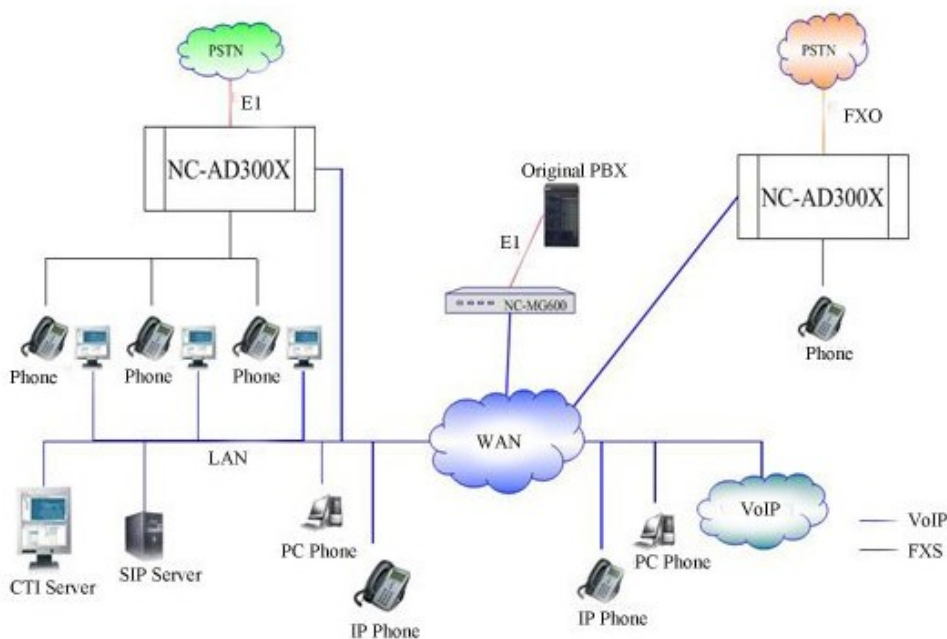 PSTN
PSTN
E1
FXO
NC-AD300X
Original PBX
NC-AD300X
E1
NC-MG600
Phone
Phone
Phone
Phone
WAN
LAN
VoIP
VoIP
PC Phone
PC Phone
FXS
CTI Server
SIP Server
IP Phone
IP Phone